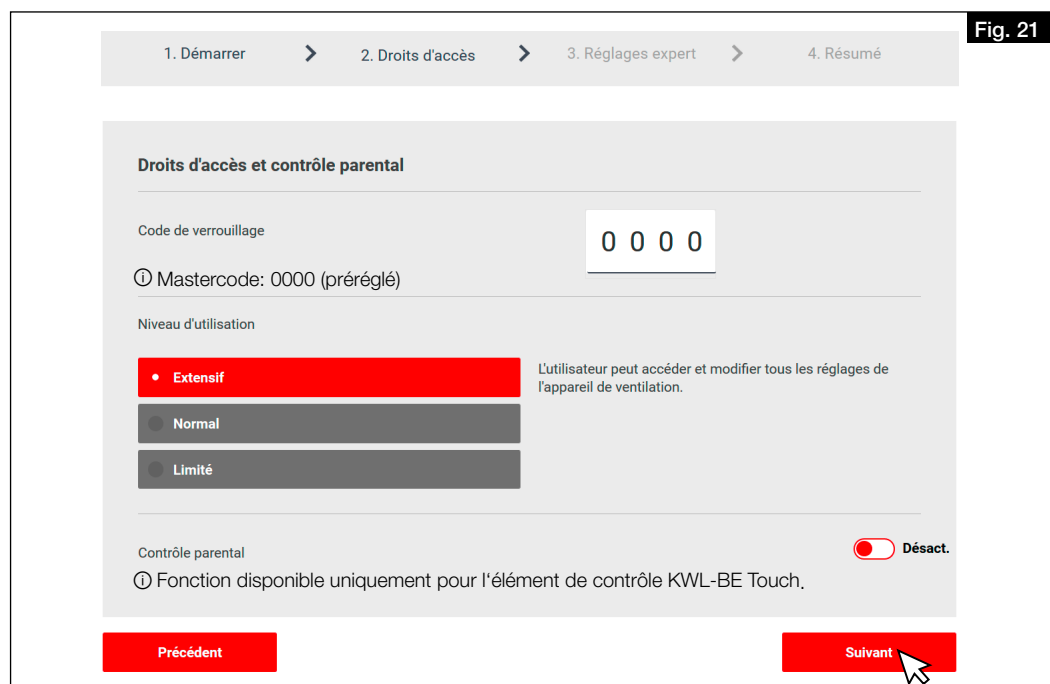 Fig. 21
1. Démarrer > 2. Droits d'accès > 3. Réglages expert > 4. Résumé
Droits d'accès et contrôle parental
Code de verrouillage
0 0 0 0
ⓘ Mastercode: 0000 (préréglé)
Niveau d'utilisation
Extensif
L'utilisateur peut accéder et modifier tous les réglages de
l'appareil de ventilation.
Normal
Limité
Contrôle parental
Désact.
ⓘ Fonction disponible uniquement pour l‘élément de contrôle KWL-BE Touch.
Précédent
Suivant